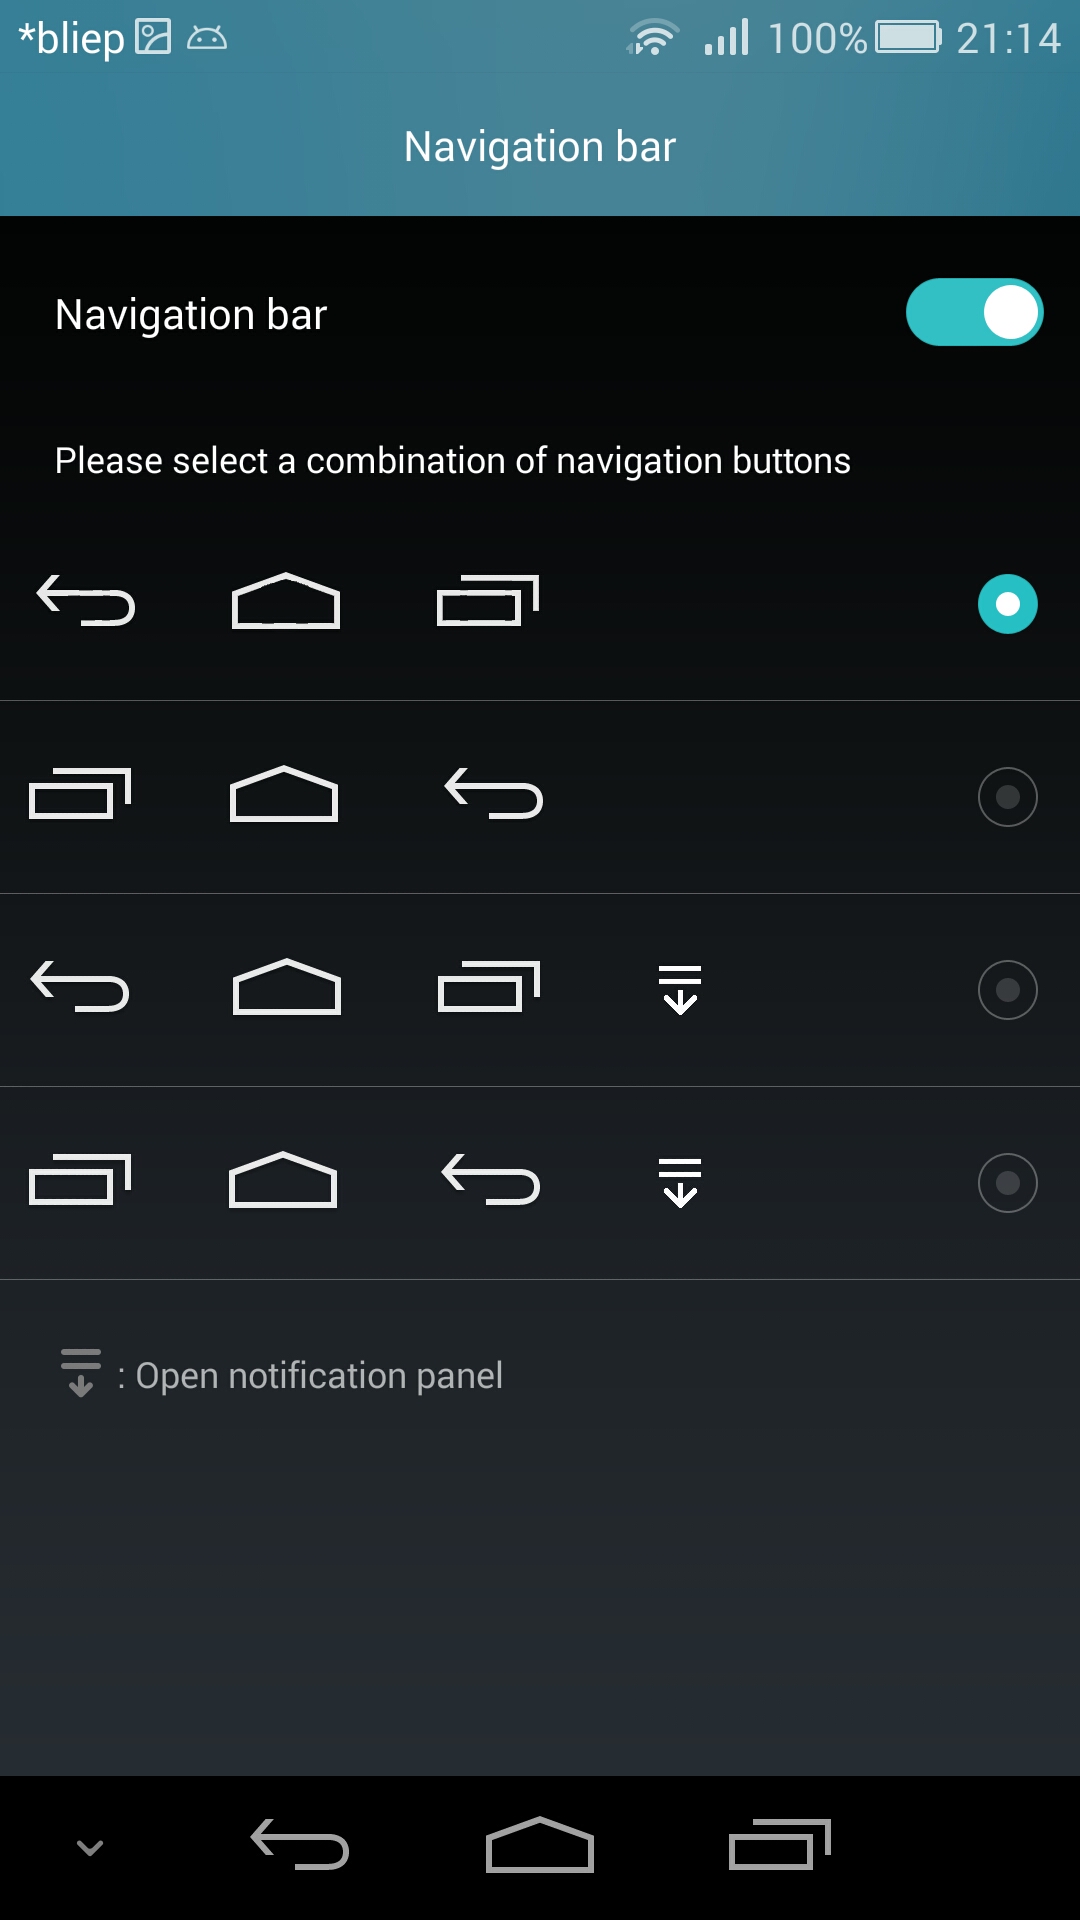 *bliep 100% 21:14
Navigation bar
Navigation bar
Please select a combination of navigation buttons
: Open notification panel